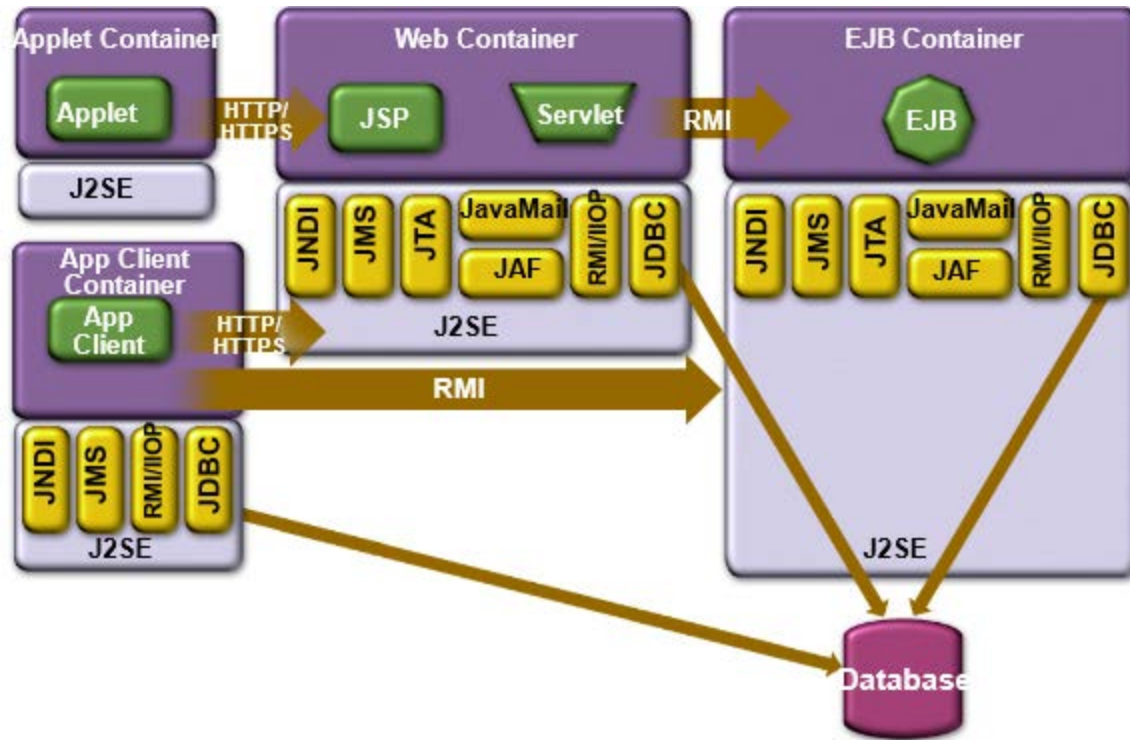 Applet Container
Applet
J2SE
HTTP/
HTTPS
Web Container
JSP
Servlet
JNDI
JMS
JTA
JavaMail
JAF
RMI/IIOP
JDBC
J2SE
RMI
EJB Container
EJB
JNDI
JMS
JTA
JavaMail
JAF
RMI/IIOP
JDBC
J2SE
App Client
Container
App
Client
HTTP/
HTTPS
RMI
JNDI
JMS
RMI/IIOP
JDBC
J2SE
Database